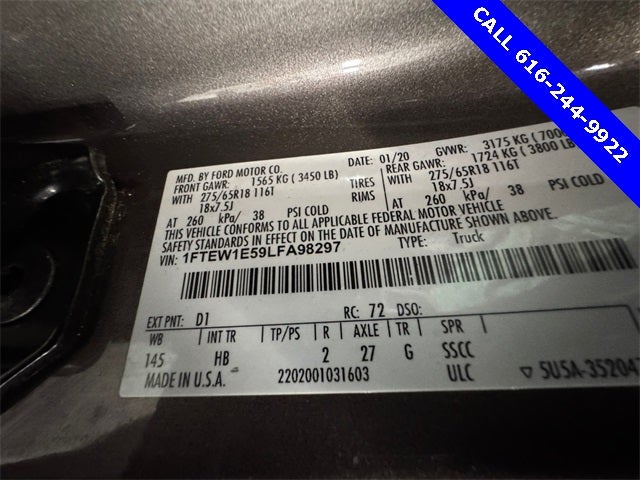 CALL 616-244-9922
MFD. BY FORD MOTOR CO.
DATE: 01/20 GVWR: 3175 KG (7000
FRONT GAWR: 1565 KG (3450 LB)
REAR GAWR: 1724 KG (3800 LB
WITH 275/65R18 116T TIRES WITH 275/65R18 116T
18x7.5J RIMS 18x7.5J
AT 260 kPa/ 38 PSI COLD AT 260 kPa/ 38 PSI COLD
THIS VEHICLE CONFORMS TO ALL APPLICABLE FEDERAL MOTOR VEHICLE
SAFETY STANDARDS IN EFFECT ON THE DATE OF MANUFACTURE SHOWN ABOVE.
VIN: 1FTEW1E59LFA98297 TYPE: Truck
EXT PNT: D1 RC: 72 DSO:
WB INT TR TP/PS R AXLE TR SPR
145 HB 2 27 G SSCC
MADE IN U.S.A. 2202001031603 ULC